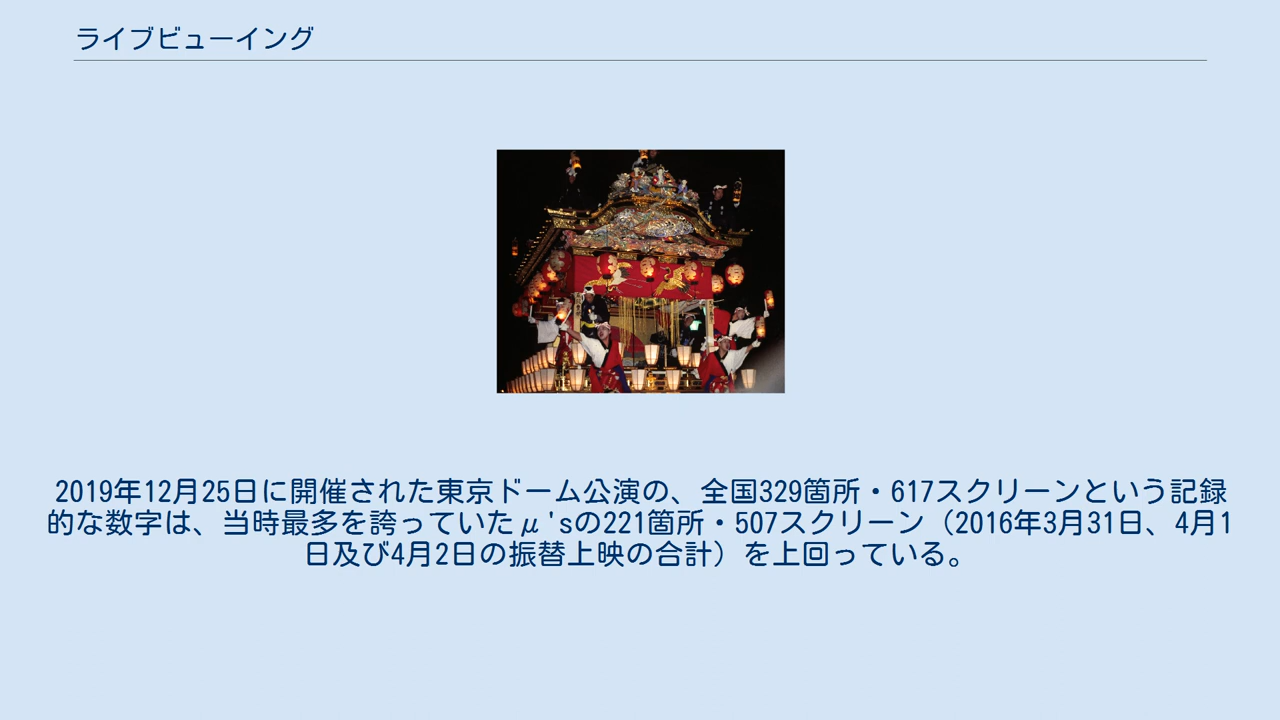 ライブビューイング
2019年12月25日に開催された東京ドーム公演の、全国329箇所・617スクリーンという記録
的な数字は、当時最多を誇っていたμ'sの221箇所・507スクリーン（2016年3月31日、4月1
日及び4月2日の振替上映の合計）を上回っている。